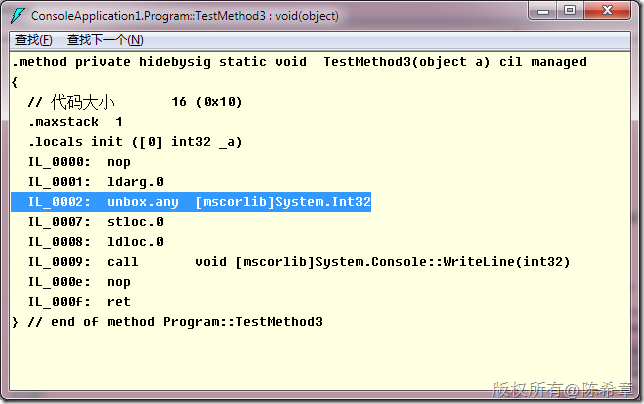 ConsoleApplication1.Program::TestMethod3 : void(object)
查找(F) 查找下一个(N)
.method private hidebysig static void  TestMethod3(object a) cil managed
{
  // 代码大小       16 (0x10)
  .maxstack  1
  .locals init ([0] int32 _a)
  IL_0000:  nop
  IL_0001:  ldarg.0
  IL_0002:  unbox.any  [mscorlib]System.Int32
  IL_0007:  stloc.0
  IL_0008:  ldloc.0
  IL_0009:  call       void [mscorlib]System.Console::WriteLine(int32)
  IL_000e:  nop
  IL_000f:  ret
} // end of method Program::TestMethod3
版权所有@陈希章